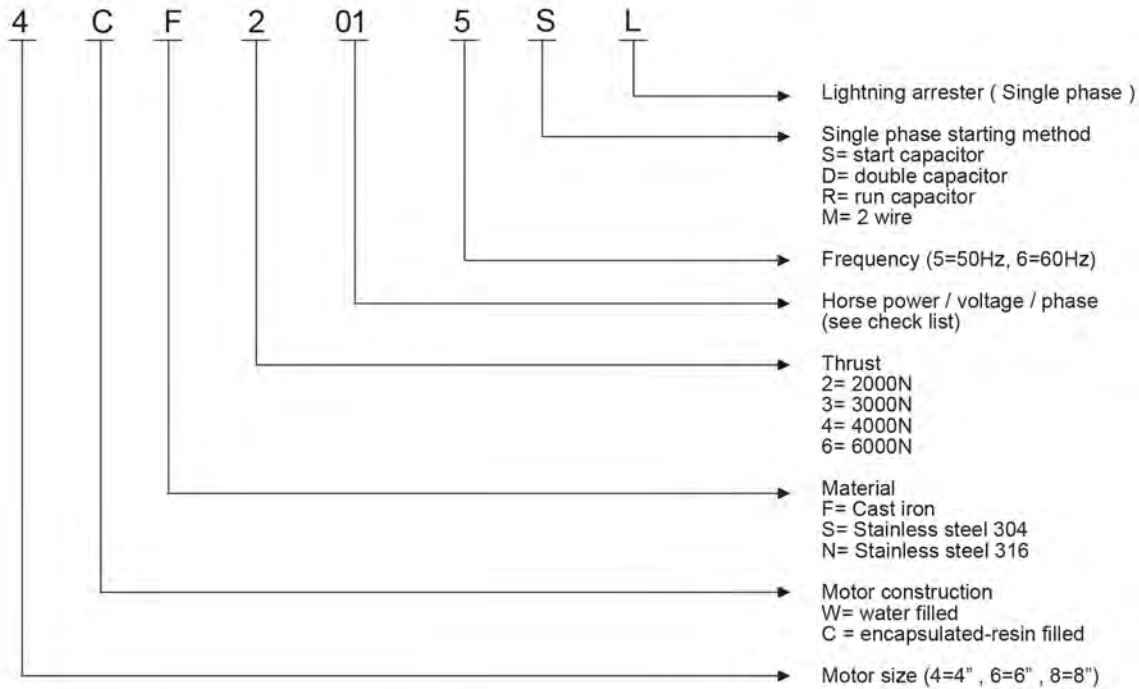 4 C F 2 01 5 S L
Lightning arrester ( Single phase )
Single phase starting method
S= start capacitor
D= double capacitor
R= run capacitor
M= 2 wire
Frequency (5=50Hz, 6=60Hz)
Horse power / voltage / phase
(see check list)
Thrust
2= 2000N
3= 3000N
4= 4000N
6= 6000N
Material
F= Cast iron
S= Stainless steel 304
N= Stainless steel 316
Motor construction
W= water filled
C = encapsulated-resin filled
Motor size (4=4” , 6=6” , 8=8”)